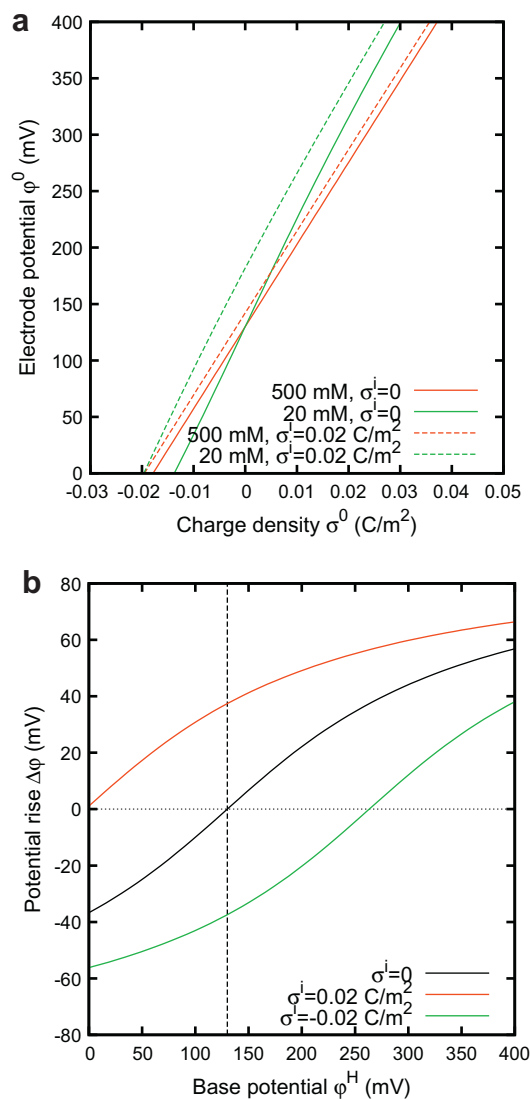 a
400
350
300
250
200
150
100
50
0
Electrode potential φ⁰ (mV)
500 mM, σⁱ=0
20 mM, σⁱ=0
500 mM, σⁱ=0.02 C/m²
20 mM, σⁱ=0.02 C/m²
-0.03 -0.02 -0.01 0 0.01 0.02 0.03 0.04 0.05
Charge density σ⁰ (C/m²)
b
80
60
40
20
0
-20
-40
-60
-80
Potential rise Δφ (mV)
σⁱ=0
σⁱ=0.02 C/m²
σⁱ=-0.02 C/m²
0 50 100 150 200 250 300 350 400
Base potential φᴴ (mV)